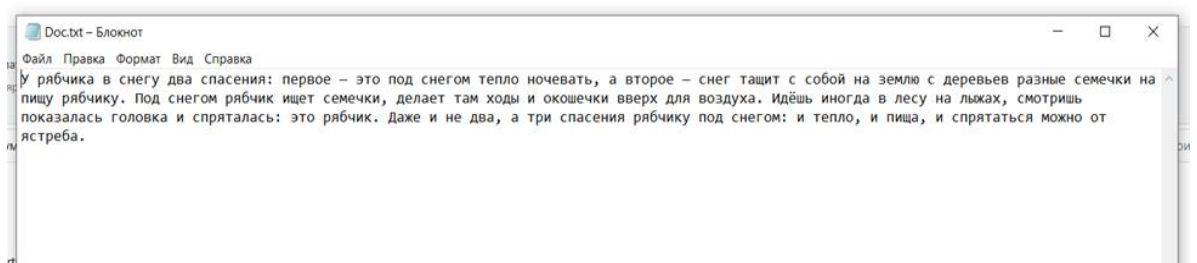 Doc.txt – Блокнот
Файл Правка Формат Вид Справка
У рябчика в снегу два спасения: первое — это под снегом тепло ночевать, а второе — снег тащит с собой на землю с деревьев разные семечки на
пищу рябчику. Под снегом рябчик ищет семечки, делает там ходы и окошечки вверх для воздуха. Идёшь иногда в лесу на лыжах, смотришь
показалась головка и спряталась: это рябчик. Даже и не два, а три спасения рябчику под снегом: и тепло, и пища, и спрятаться можно от
ястреба.